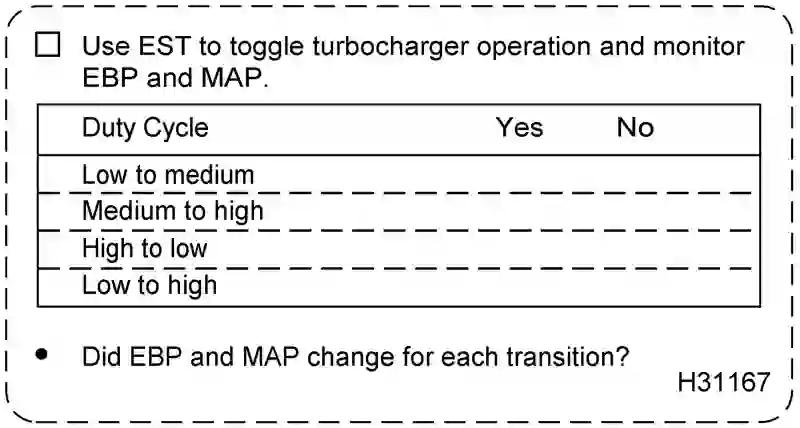 Use EST to toggle turbocharger operation and monitor
EBP and MAP.
Duty Cycle Yes No
Low to medium
Medium to high
High to low
Low to high
• Did EBP and MAP change for each transition?
H31167